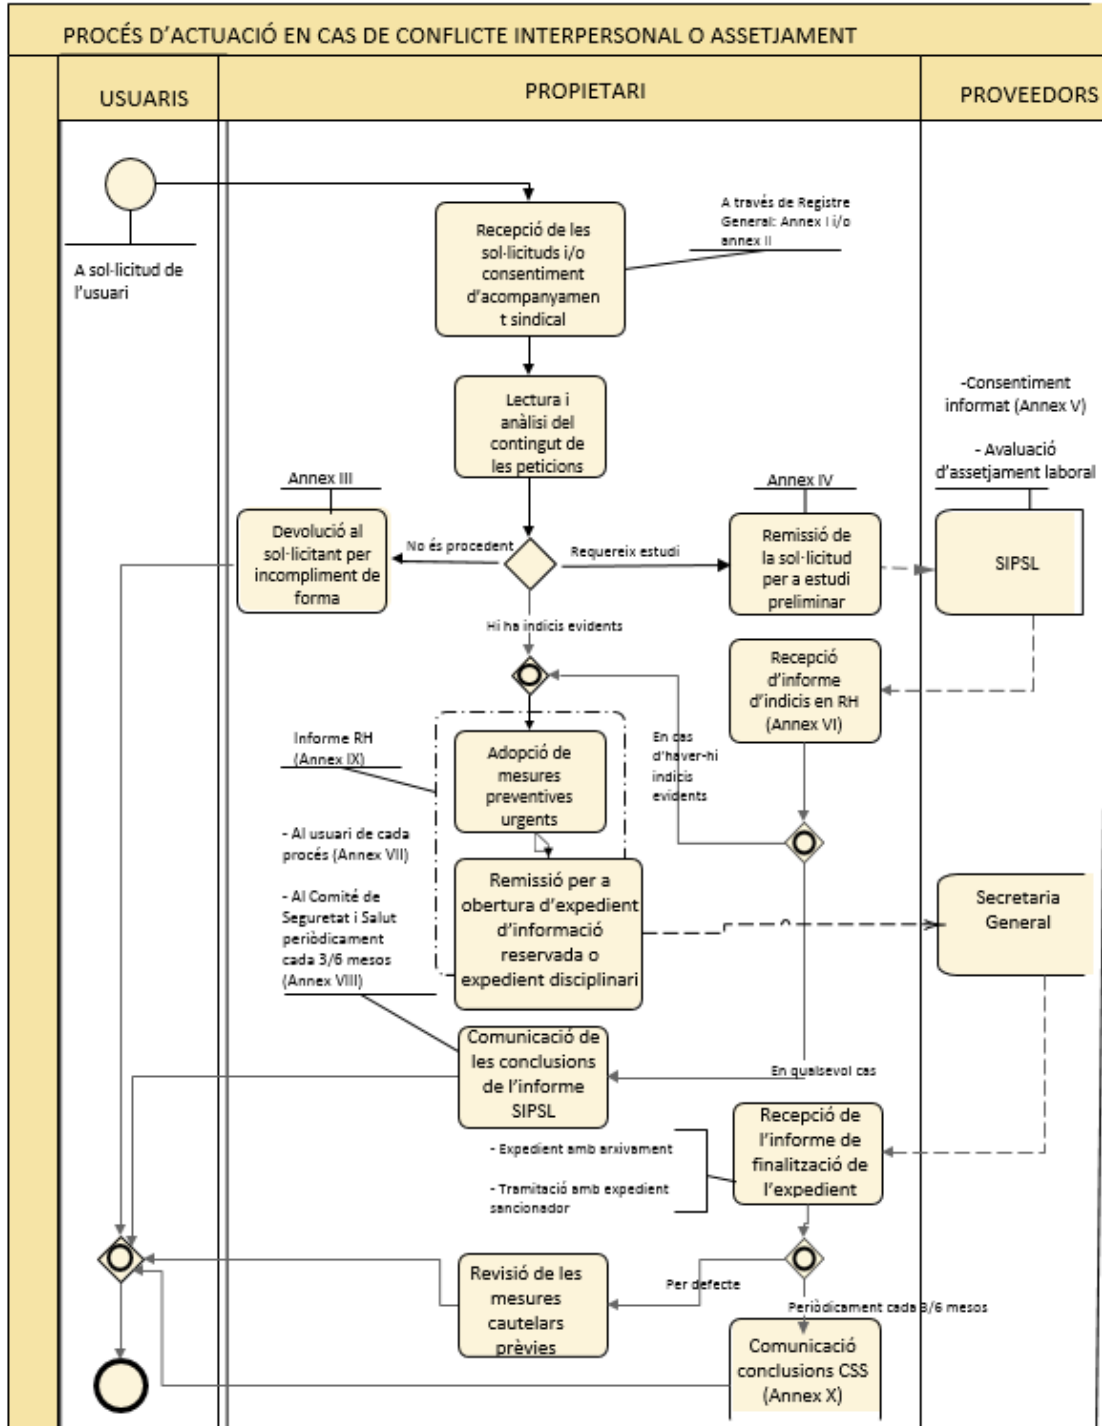 PROCÉS D'ACTUACIÓ EN CAS DE CONFLICTE INTERPERSONAL O ASSETJAMENT
USUARIS
PROPIETARI
PROVEEDORS
A sol·licitud de
l'usuari
Recepció de les
sol·licituds i/o
consentiment
d'acompanyamen
t sindical
A través de Registre
General: Annex I i/o
annex II
Lectura i
anàlisi del
contingut de
les peticions
-Consentiment
informat (Annex V)
- Avaluació
d'assetjament laboral
Annex III
Devolució al
sol·licitant per
incompliment de
forma
No és procedent
Requereix estudi
Annex IV
Remissió de
la sol·licitud
per a estudi
preliminar
SIPSL
Hi ha indicis evidents
Recepció
d'informe
d'indicis en RH
(Annex VI)
Informe RH
(Annex IX)
Adopció de
mesures
preventives
urgents
En cas
d'haver-hi
indicis
evidents
- Al usuari de cada
procés (Annex VII)
- Al Comité de
Seguretat i Salut
periòdicament
cada 3/6 mesos
(Annex VIII)
Remissió per a
obertura d'expedient
d'informació
reservada o
expedient disciplinari
Secretaria
General
Comunicació de
les conclusions
de l'informe
SIPSL
En qualsevol cas
- Expedient amb arxivament
- Tramitació amb expedient
sancionador
Recepció de
l'informe de
finalització de
l'expedient
Revisió de les
mesures
cautelars
prèvies
Per defecte
Periòdicament cada 3/6 mesos
Comunicació
conclusions CSS
(Annex X)